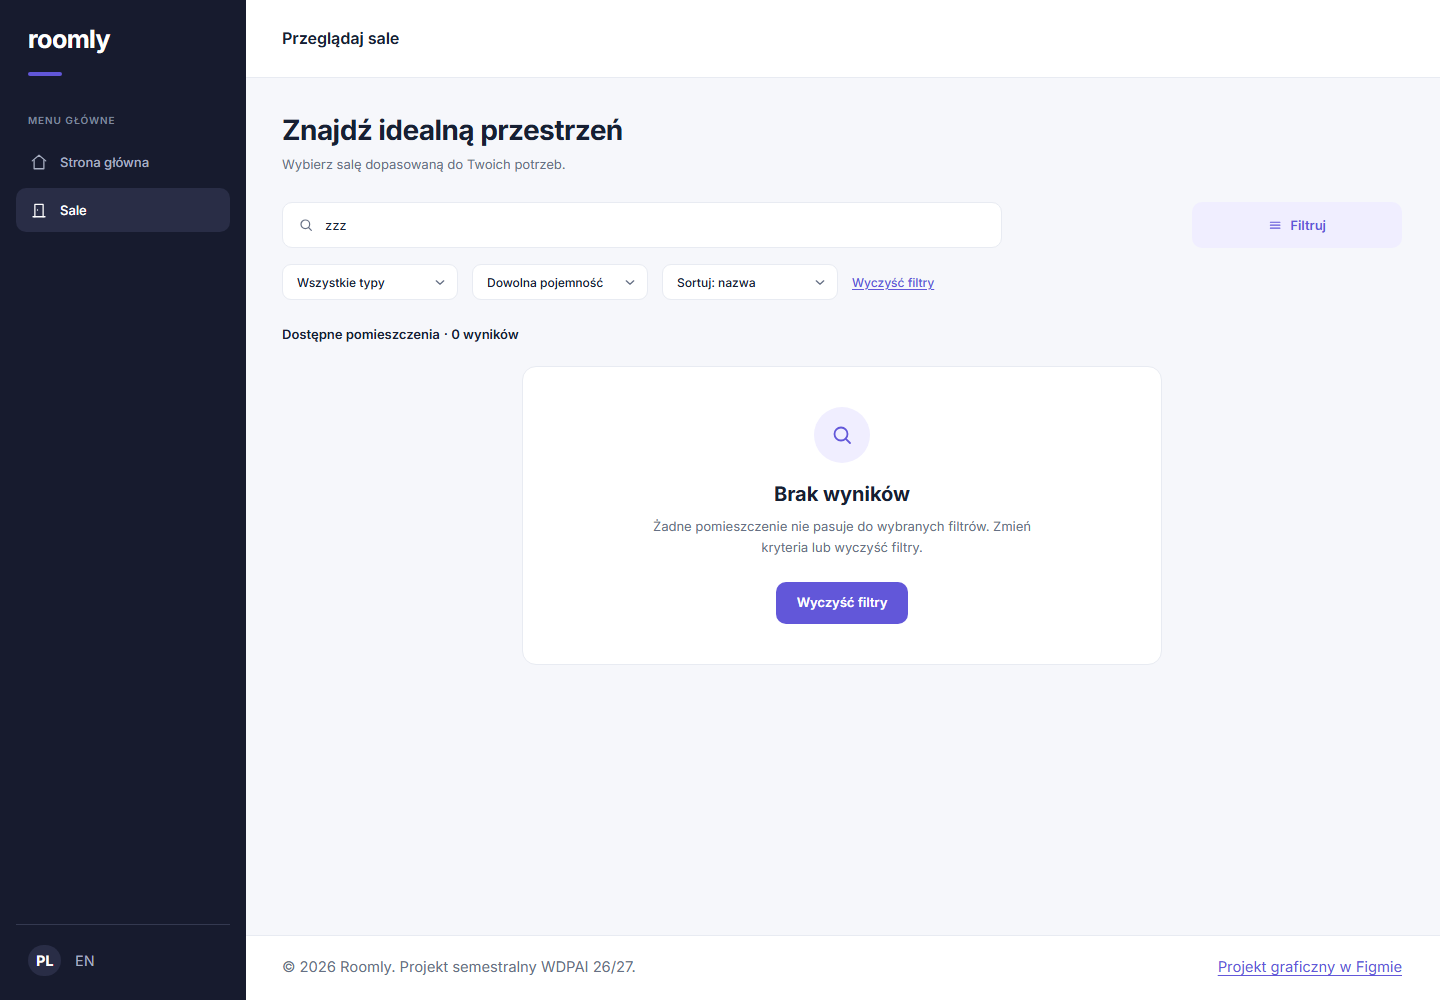 roomly
MENU GŁÓWNE
Strona główna
Sale
PL EN
Przeglądaj sale
Znajdź idealną przestrzeń
Wybierz salę dopasowaną do Twoich potrzeb.
zzz
Filtruj
Wszystkie typy
Dowolna pojemność
Sortuj: nazwa
Wyczyść filtry
Dostępne pomieszczenia · 0 wyników
Brak wyników
Żadne pomieszczenie nie pasuje do wybranych filtrów. Zmień
kryteria lub wyczyść filtry.
Wyczyść filtry
© 2026 Roomly. Projekt semestralny WDPAI 26/27.
Projekt graficzny w Figmie